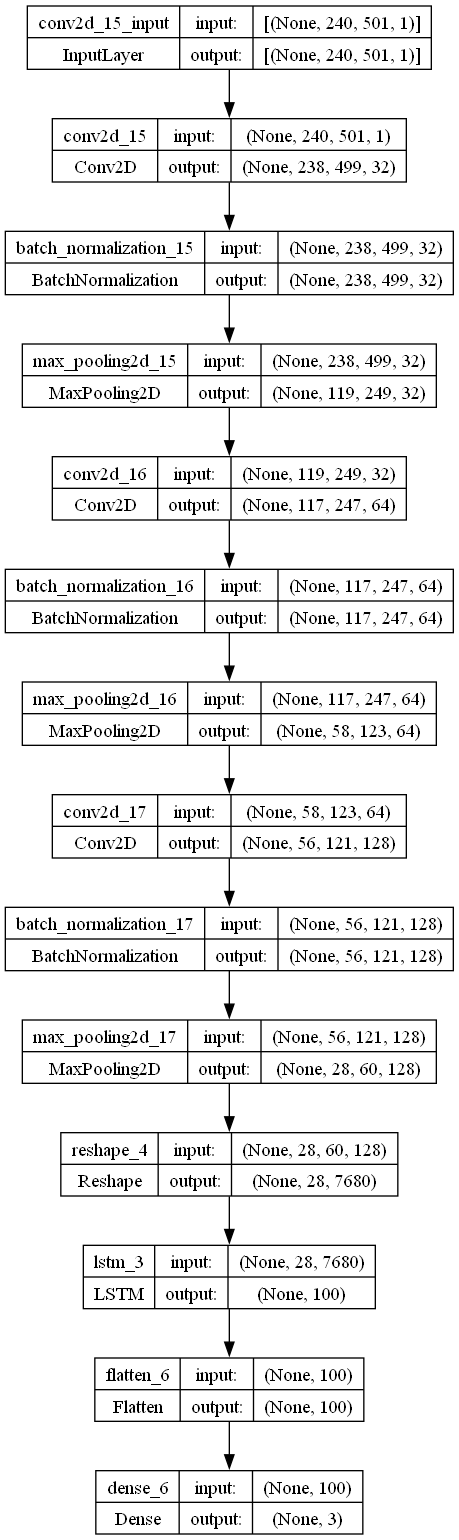 conv2d_15_input input: [(None, 240, 501, 1)]
InputLayer output: [(None, 240, 501, 1)]
conv2d_15 input: (None, 240, 501, 1)
Conv2D output: (None, 238, 499, 32)
batch_normalization_15 input: (None, 238, 499, 32)
BatchNormalization output: (None, 238, 499, 32)
max_pooling2d_15 input: (None, 238, 499, 32)
MaxPooling2D output: (None, 119, 249, 32)
conv2d_16 input: (None, 119, 249, 32)
Conv2D output: (None, 117, 247, 64)
batch_normalization_16 input: (None, 117, 247, 64)
BatchNormalization output: (None, 117, 247, 64)
max_pooling2d_16 input: (None, 117, 247, 64)
MaxPooling2D output: (None, 58, 123, 64)
conv2d_17 input: (None, 58, 123, 64)
Conv2D output: (None, 56, 121, 128)
batch_normalization_17 input: (None, 56, 121, 128)
BatchNormalization output: (None, 56, 121, 128)
max_pooling2d_17 input: (None, 56, 121, 128)
MaxPooling2D output: (None, 28, 60, 128)
reshape_4 input: (None, 28, 60, 128)
Reshape output: (None, 28, 7680)
lstm_3 input: (None, 28, 7680)
LSTM output: (None, 100)
flatten_6 input: (None, 100)
Flatten output: (None, 100)
dense_6 input: (None, 100)
Dense output: (None, 3)